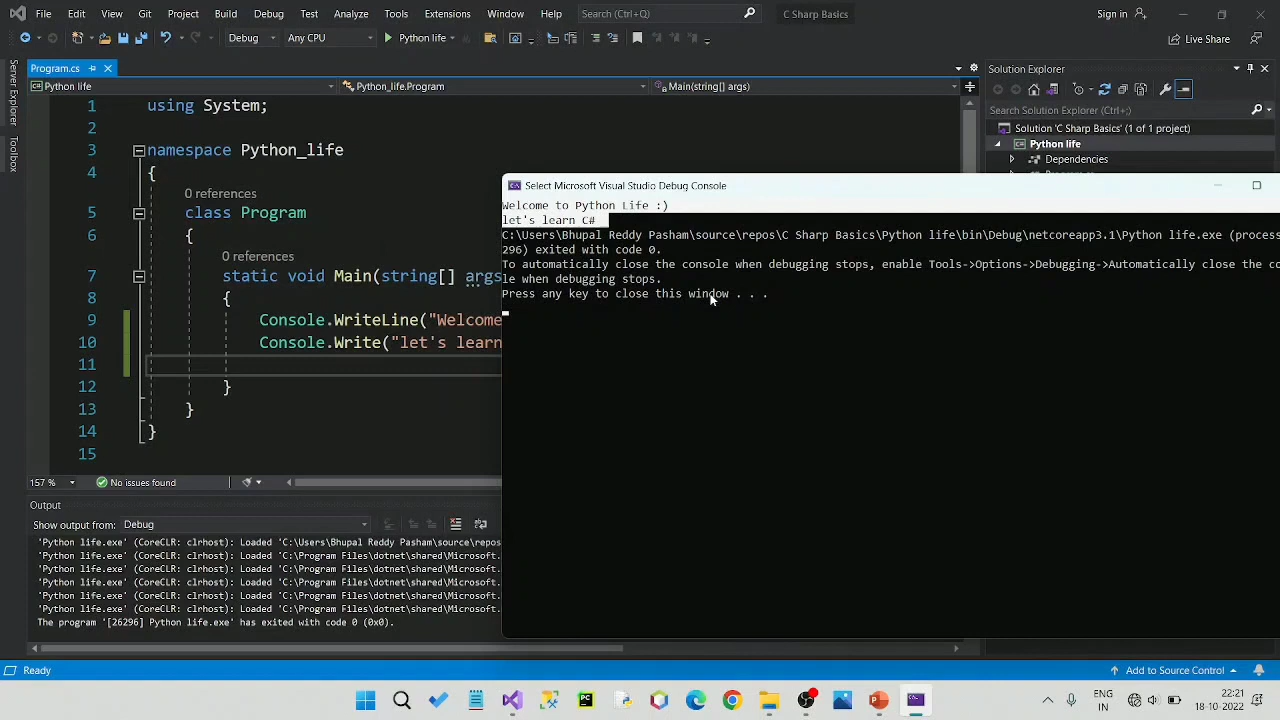 File Edit View Git Project Build Debug Test Analyze Tools Extensions Window Help Search (Ctrl+Q) C Sharp Basics Sign in
Debug Any CPU Python life Live Share
Server Explorer
Toolbox
Program.cs
Python life Python_life.Program Main(string[] args)
1 using System;
2
3 namespace Python_life
4 {
0 references
5 class Program
6 {
0 references
7 static void Main(string[] args
8 {
9 Console.WriteLine("Welcome
10 Console.Write("let's learn
11
12 }
13 }
14 }
15
157 % No issues found
Solution Explorer
Search Solution Explorer (Ctrl+;)
Solution 'C Sharp Basics' (1 of 1 project)
Python life
Dependencies
Select Microsoft Visual Studio Debug Console
Welcome to Python Life :)
let's learn C#
C:\Users\Bhupal Reddy Pasham\source\repos\C Sharp Basics\Python life\bin\Debug\netcoreapp3.1\Python life.exe (process
296) exited with code 0.
To automatically close the console when debugging stops, enable Tools->Options->Debugging->Automatically close the co
le when debugging stops.
Press any key to close this window . . .
Output
Show output from: Debug
'Python life.exe' (CoreCLR: clrhost): Loaded 'C:\Users\Bhupal Reddy Pasham\source\repos
'Python life.exe' (CoreCLR: clrhost): Loaded 'C:\Program Files\dotnet\shared\Microsoft.
'Python life.exe' (CoreCLR: clrhost): Loaded 'C:\Program Files\dotnet\shared\Microsoft.
'Python life.exe' (CoreCLR: clrhost): Loaded 'C:\Program Files\dotnet\shared\Microsoft.
'Python life.exe' (CoreCLR: clrhost): Loaded 'C:\Program Files\dotnet\shared\Microsoft.
'Python life.exe' (CoreCLR: clrhost): Loaded 'C:\Program Files\dotnet\shared\Microsoft.
The program '[26296] Python life.exe' has exited with code 0 (0x0).
Ready Add to Source Control
PC
ENG 22:21
IN 18-10-2022